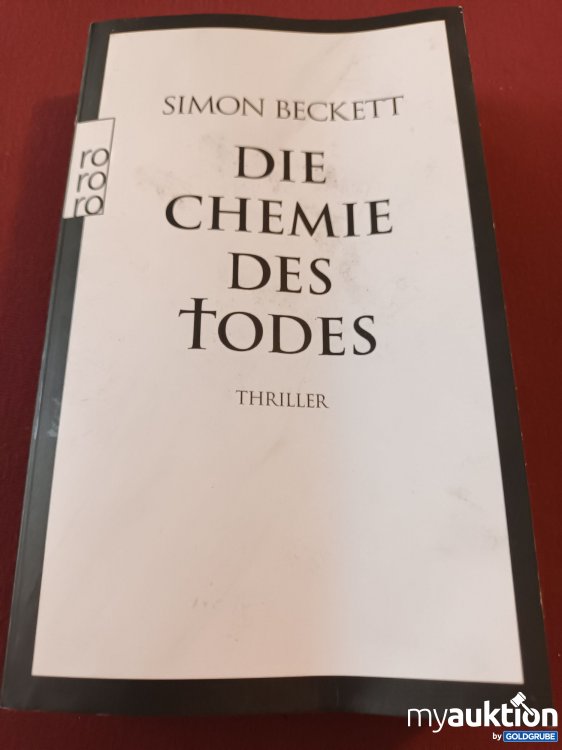 SIMON BECKETT
ro
ro
ro
DIE
CHEMIE
DES
TODES
THRILLER
myauktion
by GOLDGRUBE